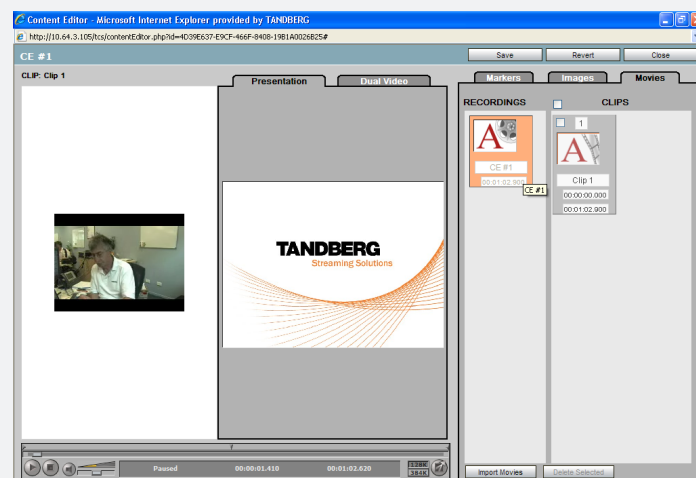 Content Editor - Microsoft Internet Explorer provided by TANDBERG
http://10.64.3.105/tcs/contentEditor.php?id=4D39E637-E9CF-466F-8408-19B1A0026B25#
CE #1
Save
Revert
Close
CLIP: Clip 1
Presentation
Dual Video
Markers
Images
Movies
RECORDINGS
CLIPS
1
A
A
CE #1
00:01:02.900
CE #1
Clip 1
00:00:00.000
00:01:02.900
TANDBERG
Streaming Solutions
Paused
00:00:01.410
00:01:02.620
128K
384K
Import Movies
Delete Selected